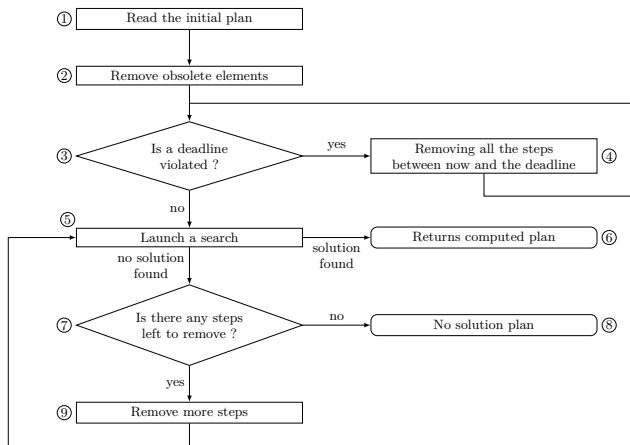 ① Read the initial plan
② Remove obsolete elements
③ Is a deadline
violated ?
yes
Removing all the steps
between now and the deadline
④
no
⑤ Launch a search
solution
found
Returns computed plan ⑥
no solution
found
⑦ Is there any steps
left to remove ?
no
No solution plan ⑧
yes
⑨ Remove more steps